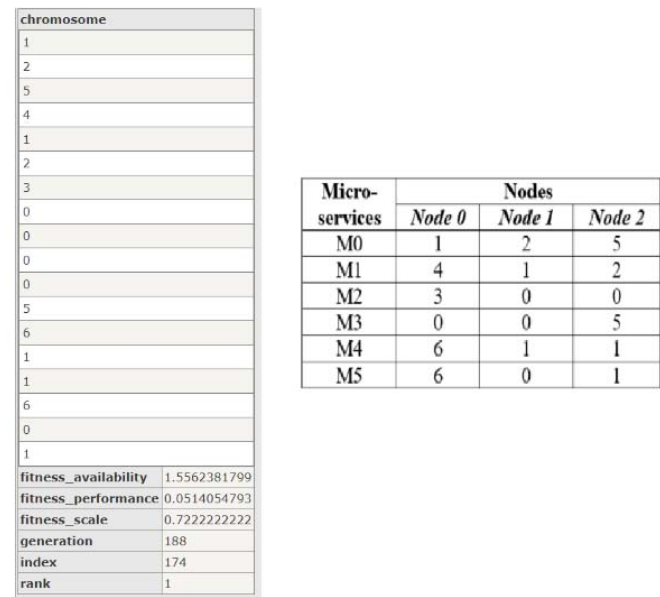 chromosome
1
2
5
4
1
2
3
0
0
0
0
5
6
1
1
6
0
1
fitness_availability 1.5562381799
fitness_performance 0.0514054793
fitness_scale 0.7222222222
generation 188
index 174
rank 1
Micro-services Nodes
Node 0 Node 1 Node 2
M0 1 2 5
M1 4 1 2
M2 3 0 0
M3 0 0 5
M4 6 1 1
M5 6 0 1